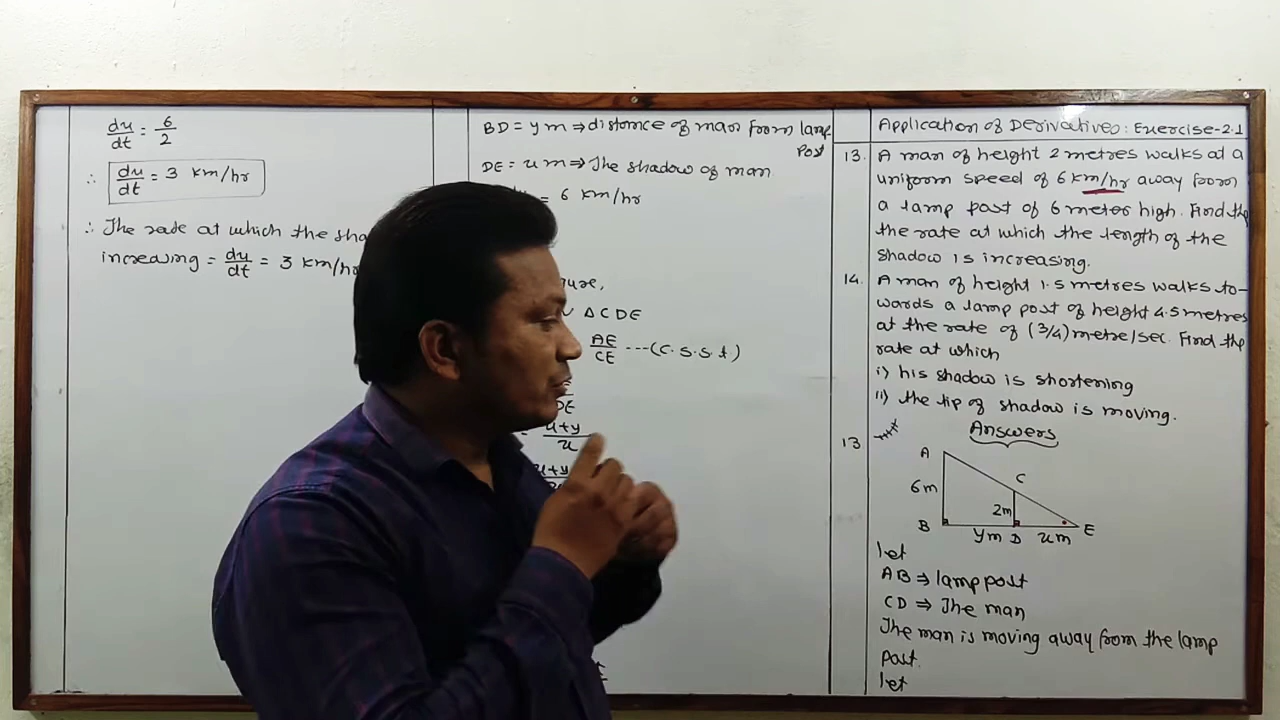 Application of Derivatives: Exercise-2.1
13. A man of height 2 metres walks at a
uniform speed of 6 km/hr away from
a lamp post of 6 meter high. Find the
the rate at which the length of the
shadow is increasing.
14. A man of height 1.5 metres walks to-
wards a lamp post of height 4.5 metres
at the rate of (3/4) metre/sec. Find the
rate at which
i) his shadow is shortening
ii) the tip of shadow is moving.
Answers
13
A
C
6m
2m
B
ym D um E
let
AB ⇒ lamp post
CD ⇒ The man
The man is moving away from the lamp
post.
let
BD = y m ⇒ distance of man from lamp
post
DE = u m ⇒ The shadow of man
= 6 km/hr
△CDE
AE/CE ---(C.S.S.t)
DE
u+y/u
u+y
du/dt = 6/2
∴ du/dt = 3 km/hr
∴ The rate at which the
increasing = du/dt = 3 km/hr